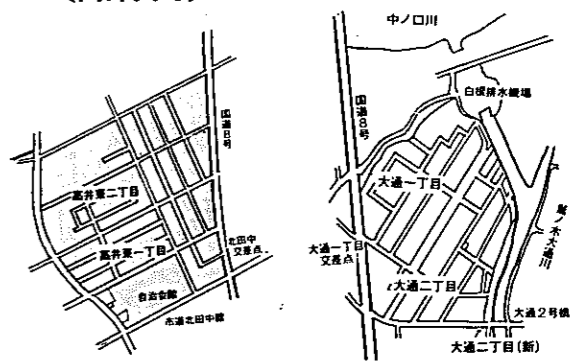 国道8号
高井東二丁目
高井東一丁目
北田中
交差点
自治会館
市道北田中線
中ノ口川
白根排水機場
国道8号
大通一丁目
鷲ノ木大通川
大通一丁目
交差点
大通二丁目
大通2号橋
大通二丁目(新)